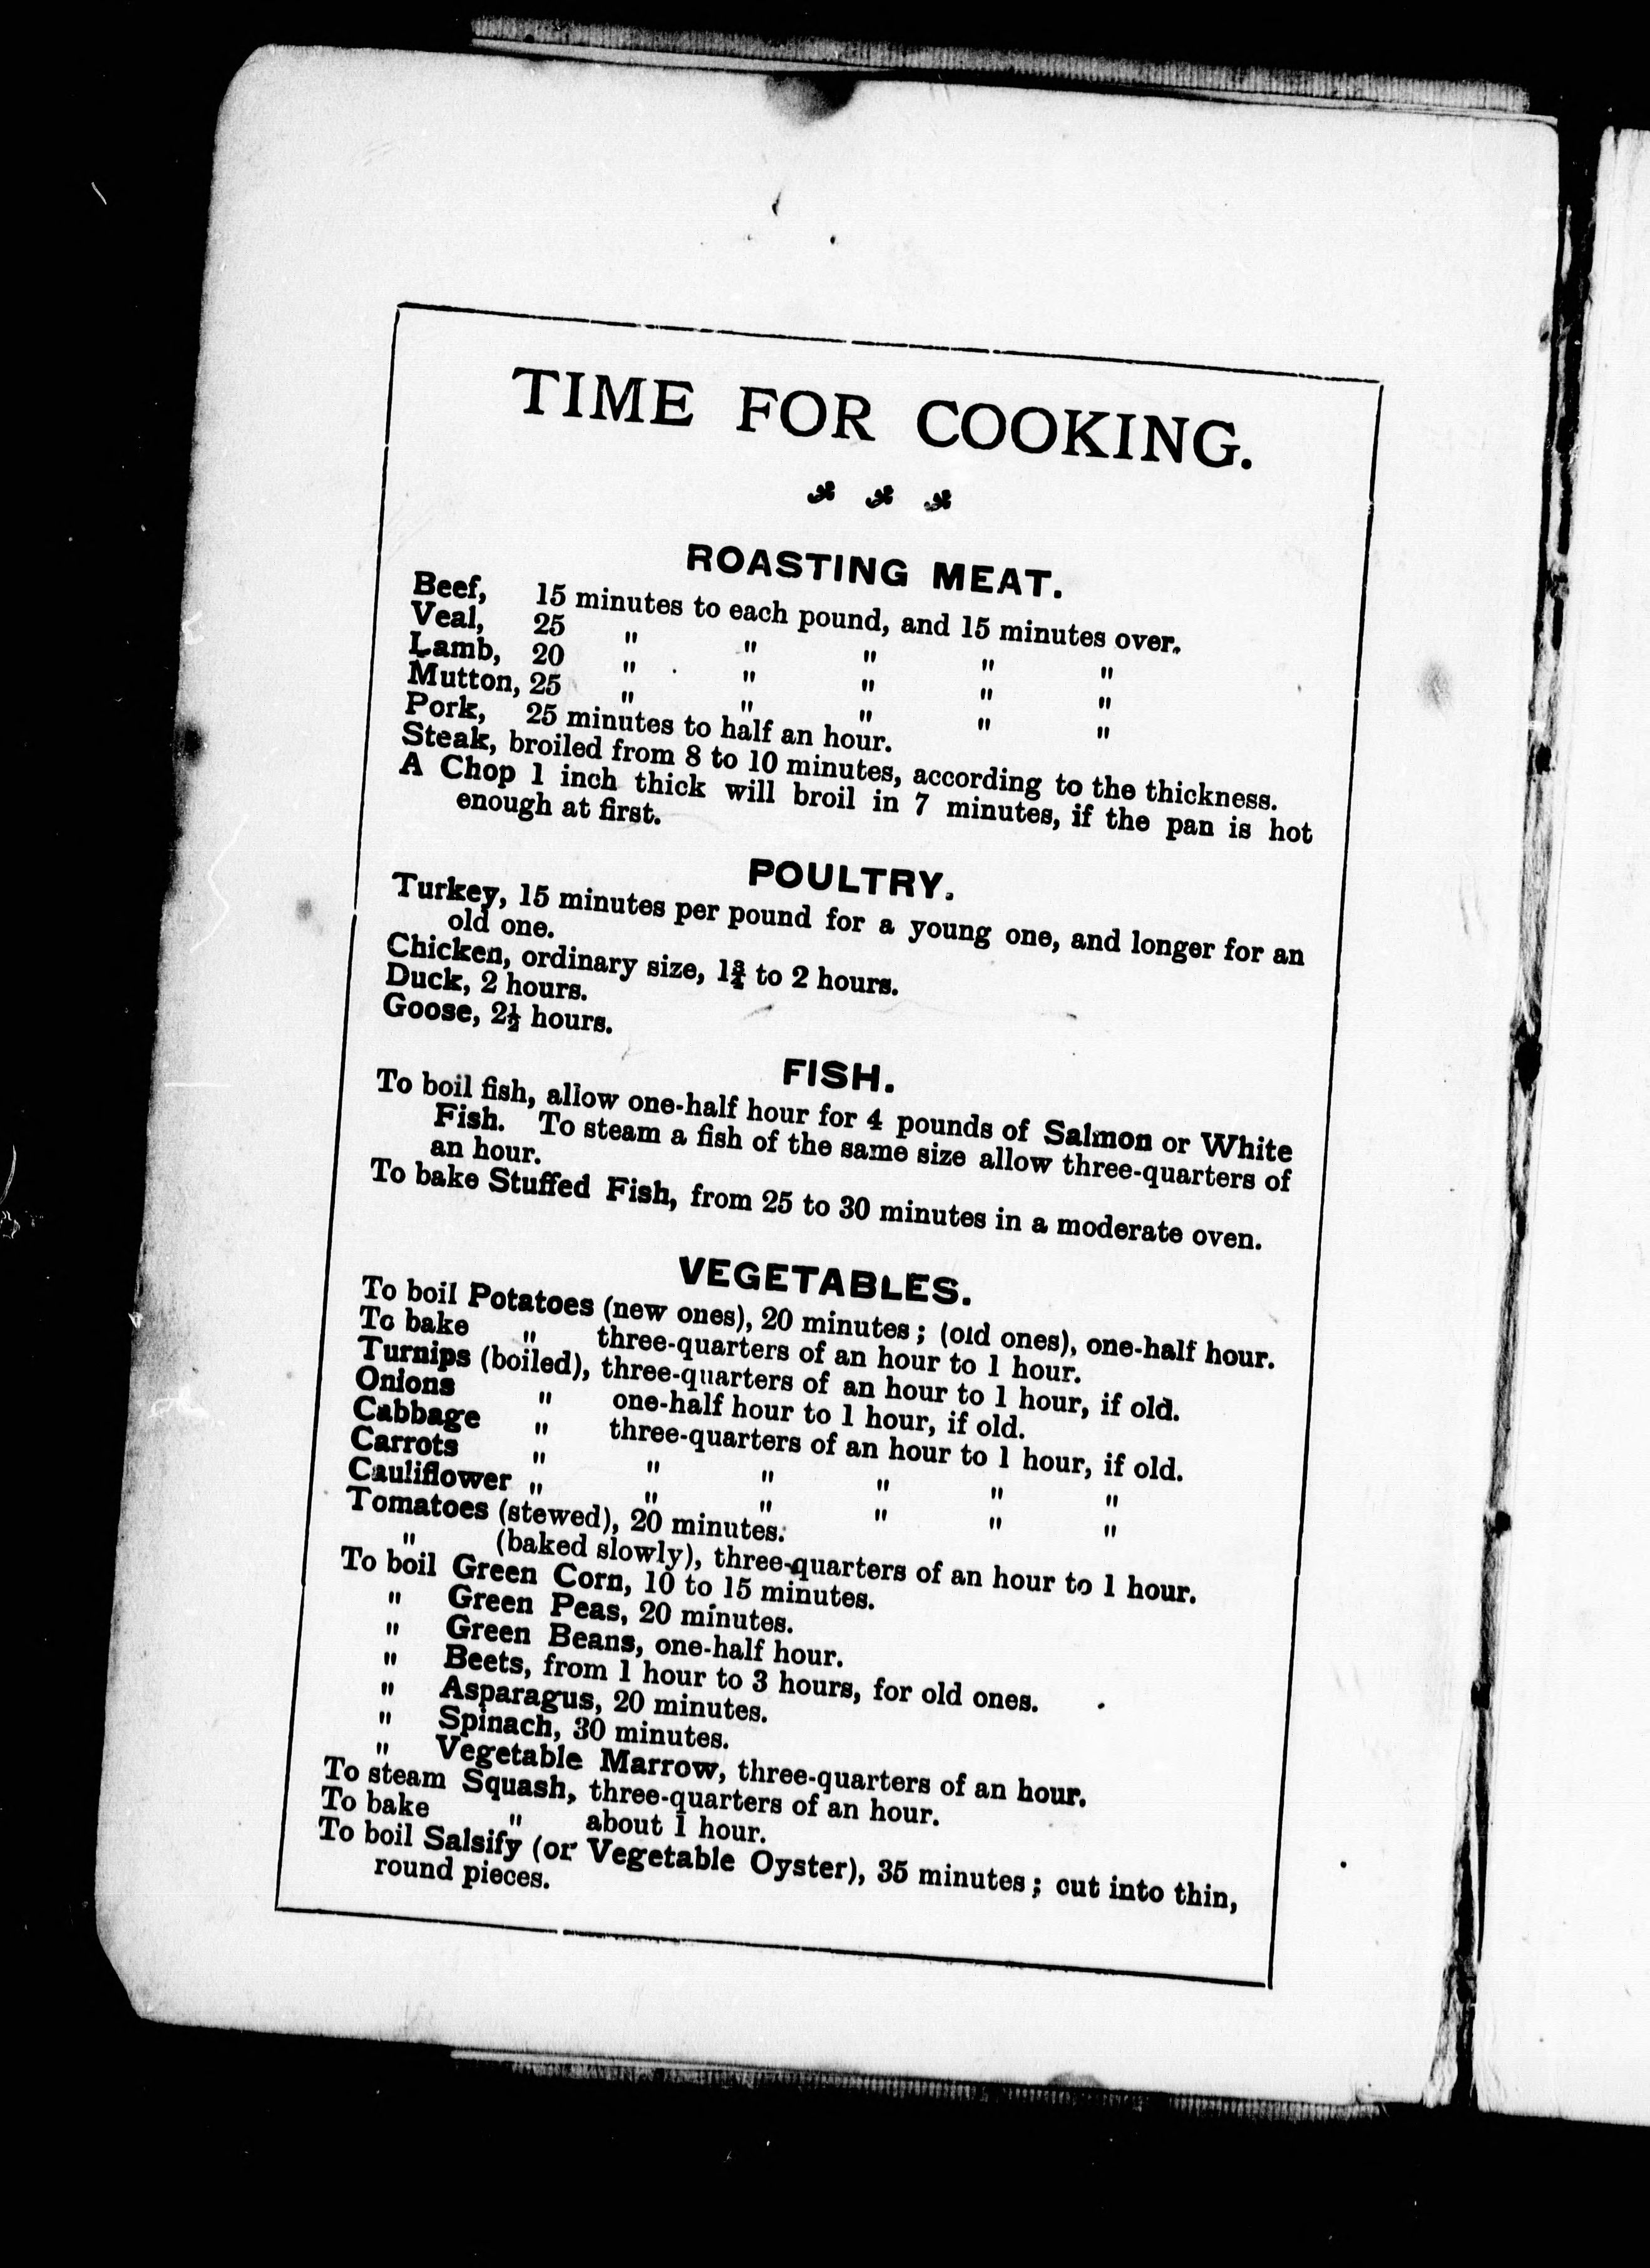 TIME FOR COOKING.
ROASTING MEAT.
Beef, 15 minutes to each pound, and 15 minutes over.
Veal, 25 " " " " "
Lamb, 20 " " " " "
Mutton, 25 " " " " "
Pork, 25 minutes to half an hour.
Steak, broiled from 8 to 10 minutes, according to the thickness.
A Chop 1 inch thick will broil in 7 minutes, if the pan is hot
enough at first.
POULTRY.
Turkey, 15 minutes per pound for a young one, and longer for an
old one.
Chicken, ordinary size, 1¾ to 2 hours.
Duck, 2 hours.
Goose, 2½ hours.
FISH.
To boil fish, allow one-half hour for 4 pounds of Salmon or White
Fish. To steam a fish of the same size allow three-quarters of
an hour.
To bake Stuffed Fish, from 25 to 30 minutes in a moderate oven.
VEGETABLES.
To boil Potatoes (new ones), 20 minutes; (old ones), one-half hour.
To bake " three-quarters of an hour to 1 hour.
Turnips (boiled), three-quarters of an hour to 1 hour, if old.
Onions " one-half hour to 1 hour, if old.
Cabbage " three-quarters of an hour to 1 hour, if old.
Carrots " " " " " "
Cauliflower " " " " " "
Tomatoes (stewed), 20 minutes.
" (baked slowly), three-quarters of an hour to 1 hour.
To boil Green Corn, 10 to 15 minutes.
" Green Peas, 20 minutes.
" Green Beans, one-half hour.
" Beets, from 1 hour to 3 hours, for old ones.
" Asparagus, 20 minutes.
" Spinach, 30 minutes.
" Vegetable Marrow, three-quarters of an hour.
To steam Squash, three-quarters of an hour.
To bake " about 1 hour.
To boil Salsify (or Vegetable Oyster), 35 minutes; cut into thin,
round pieces.